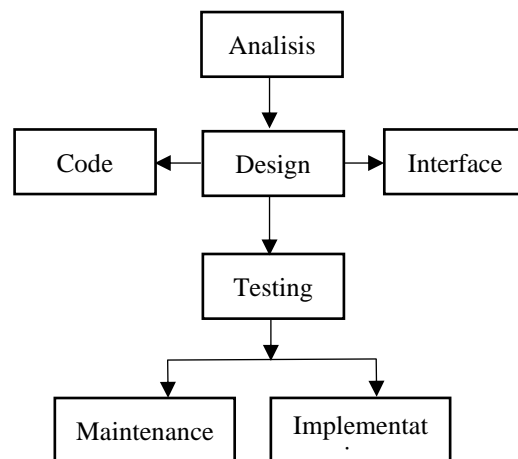 Analisis
Code
Design
Interface
Testing
Maintenance
Implementat